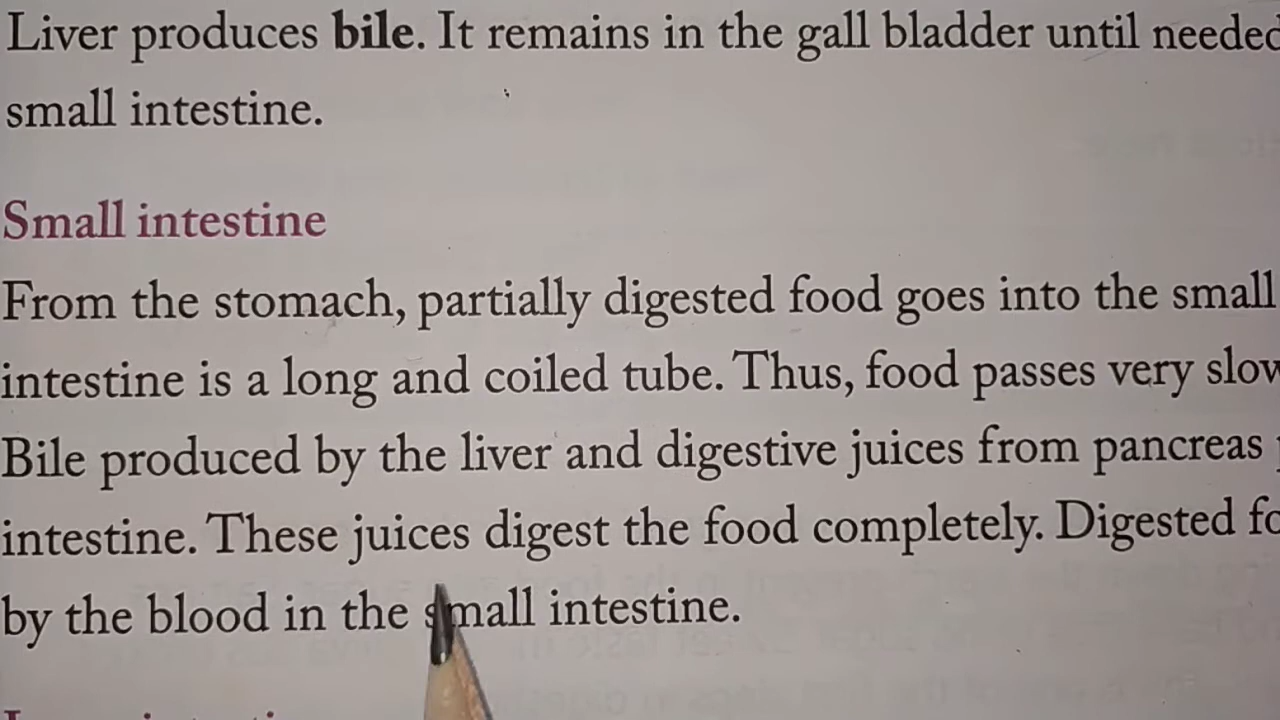 Liver produces bile. It remains in the gall bladder until needed
small intestine.
Small intestine
From the stomach, partially digested food goes into the small
intestine is a long and coiled tube. Thus, food passes very slow
Bile produced by the liver and digestive juices from pancreas
intestine. These juices digest the food completely. Digested fo
by the blood in the small intestine.